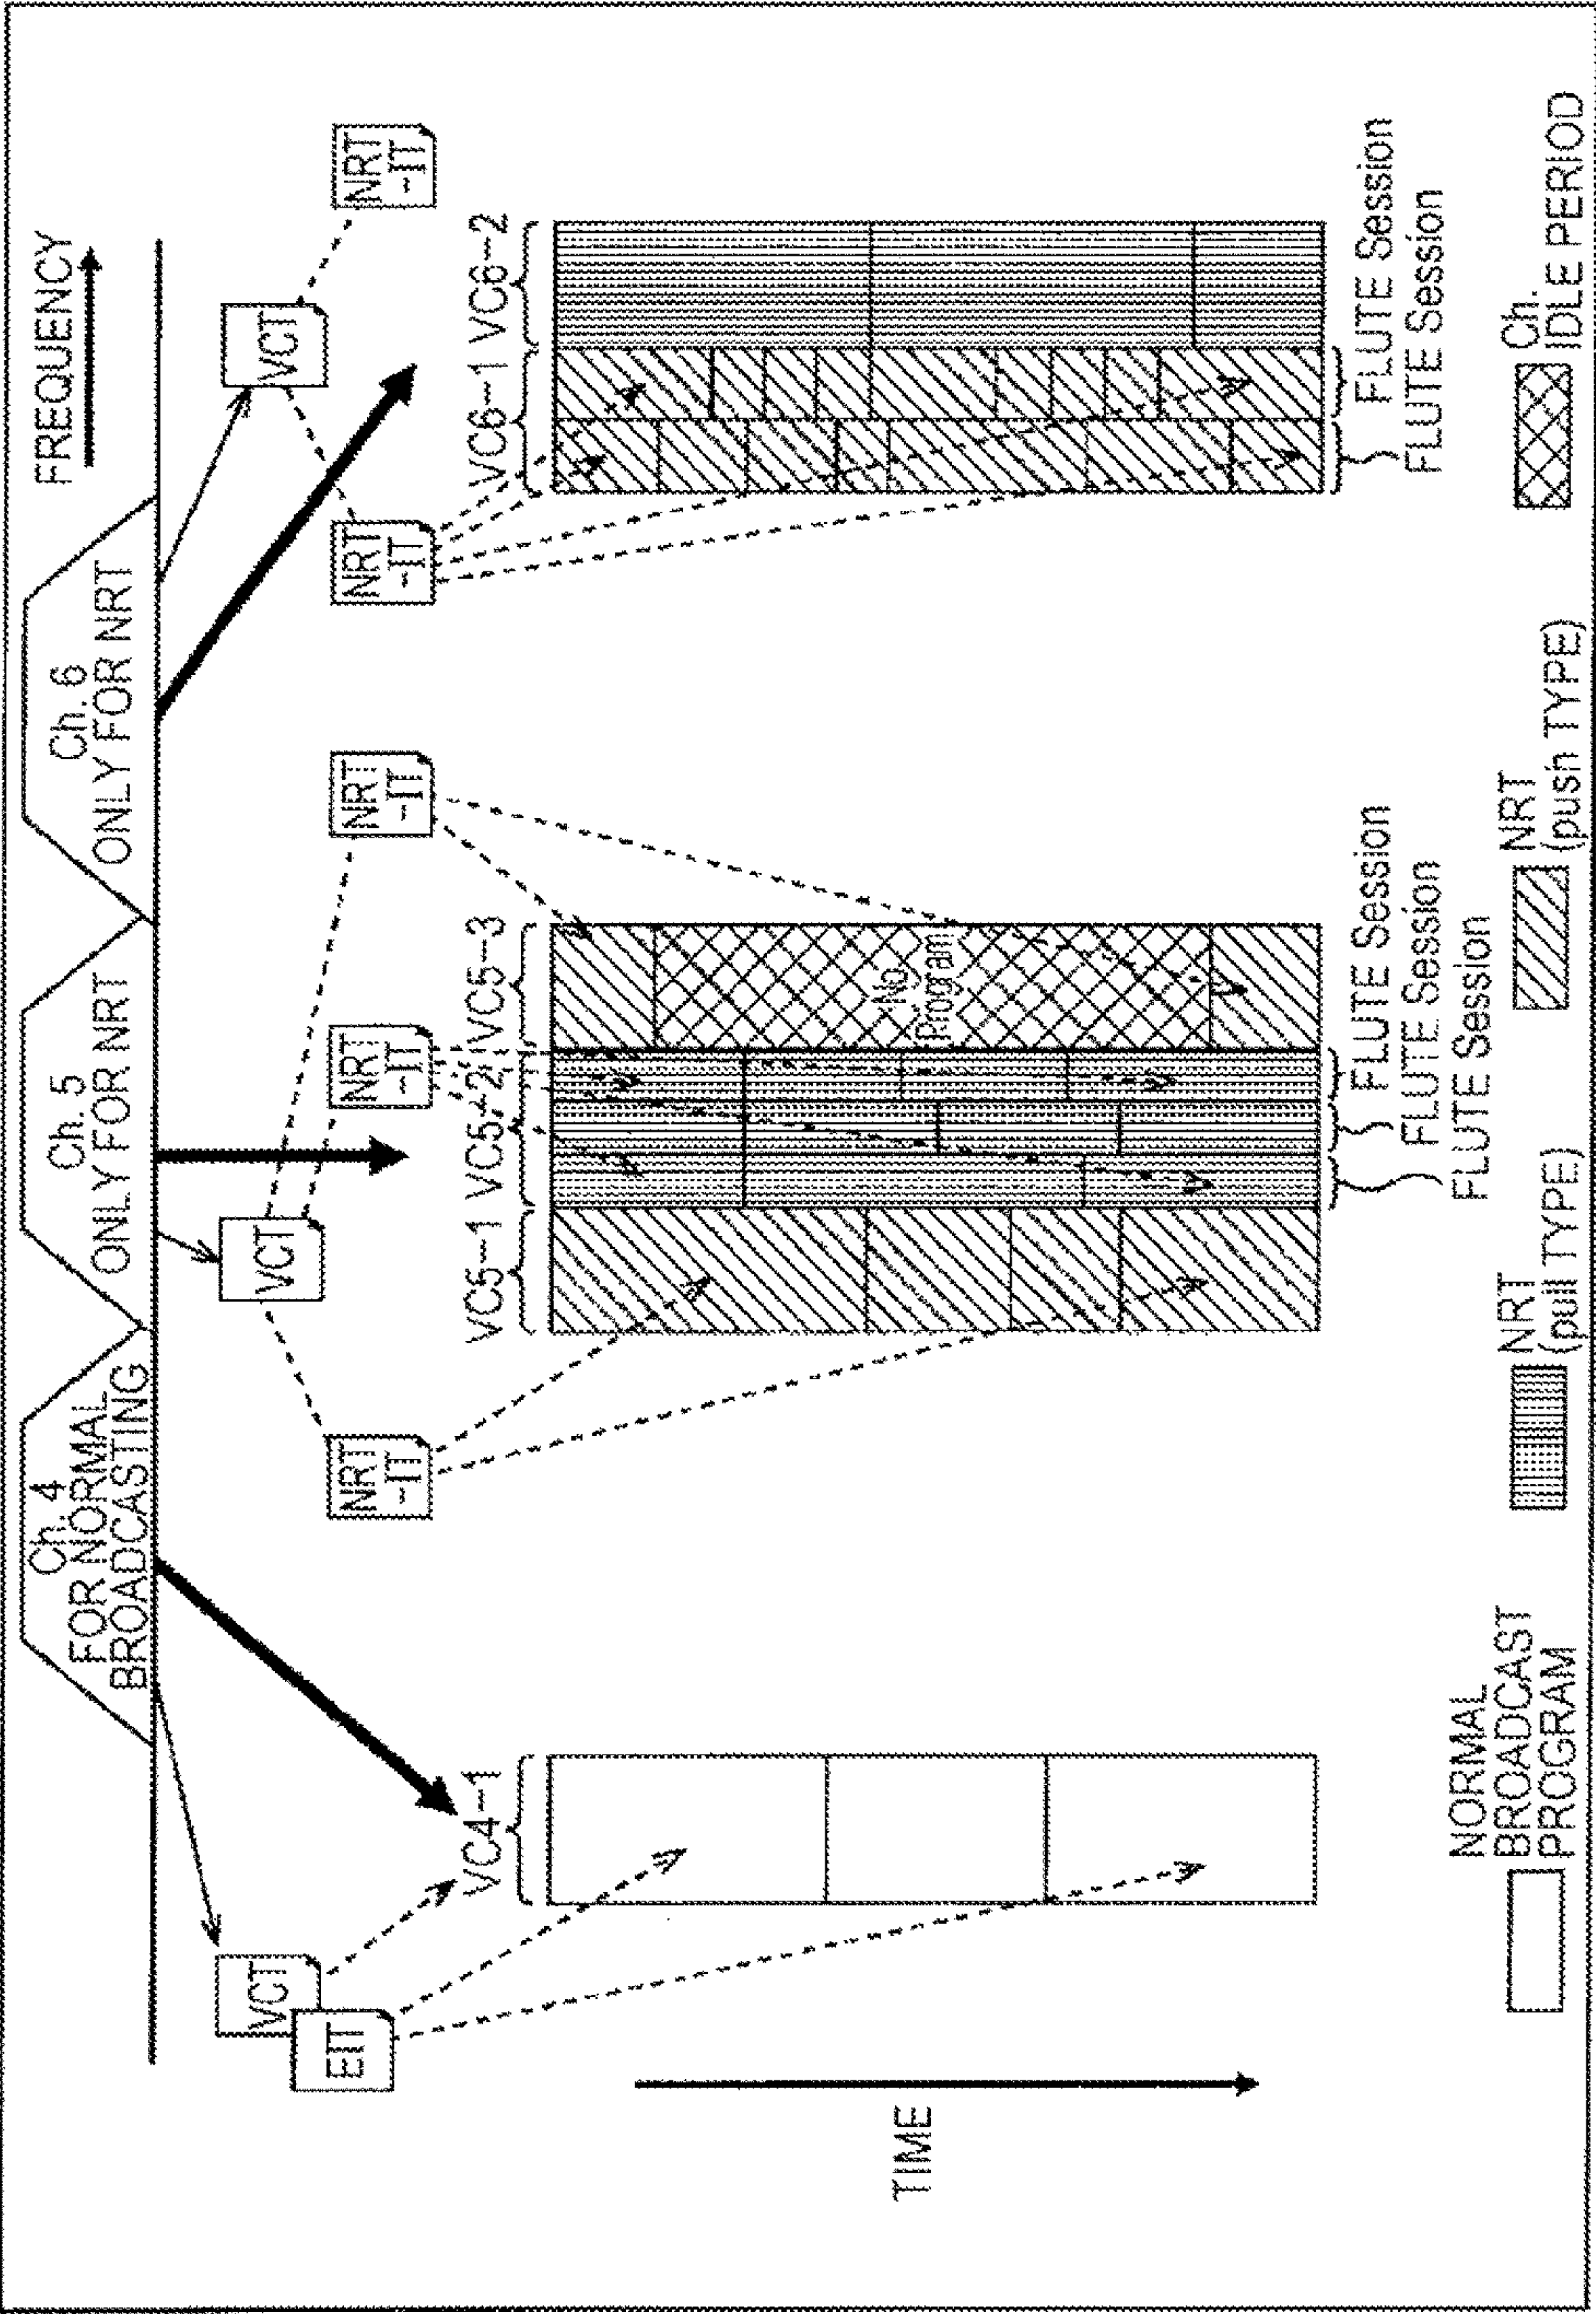 FREQUENCY
Ch. 4
FOR NORMAL
BROADCASTING
Ch. 5
ONLY FOR NRT
Ch. 6
ONLY FOR NRT
VCT
EIT
VCT
VCT
NRT
-IT
NRT
-IT
NRT
-IT
NRT
-IT
NRT
-IT
VC4-1
VC5-1 VC5-2 VC5-3
VC6-1 VC6-2
No
Program
TIME
FLUTE Session
FLUTE Session
FLUTE Session
FLUTE Session
FLUTE Session
NORMAL
BROADCAST
PROGRAM
NRT
(pull TYPE)
NRT
(push TYPE)
Ch.
IDLE PERIOD